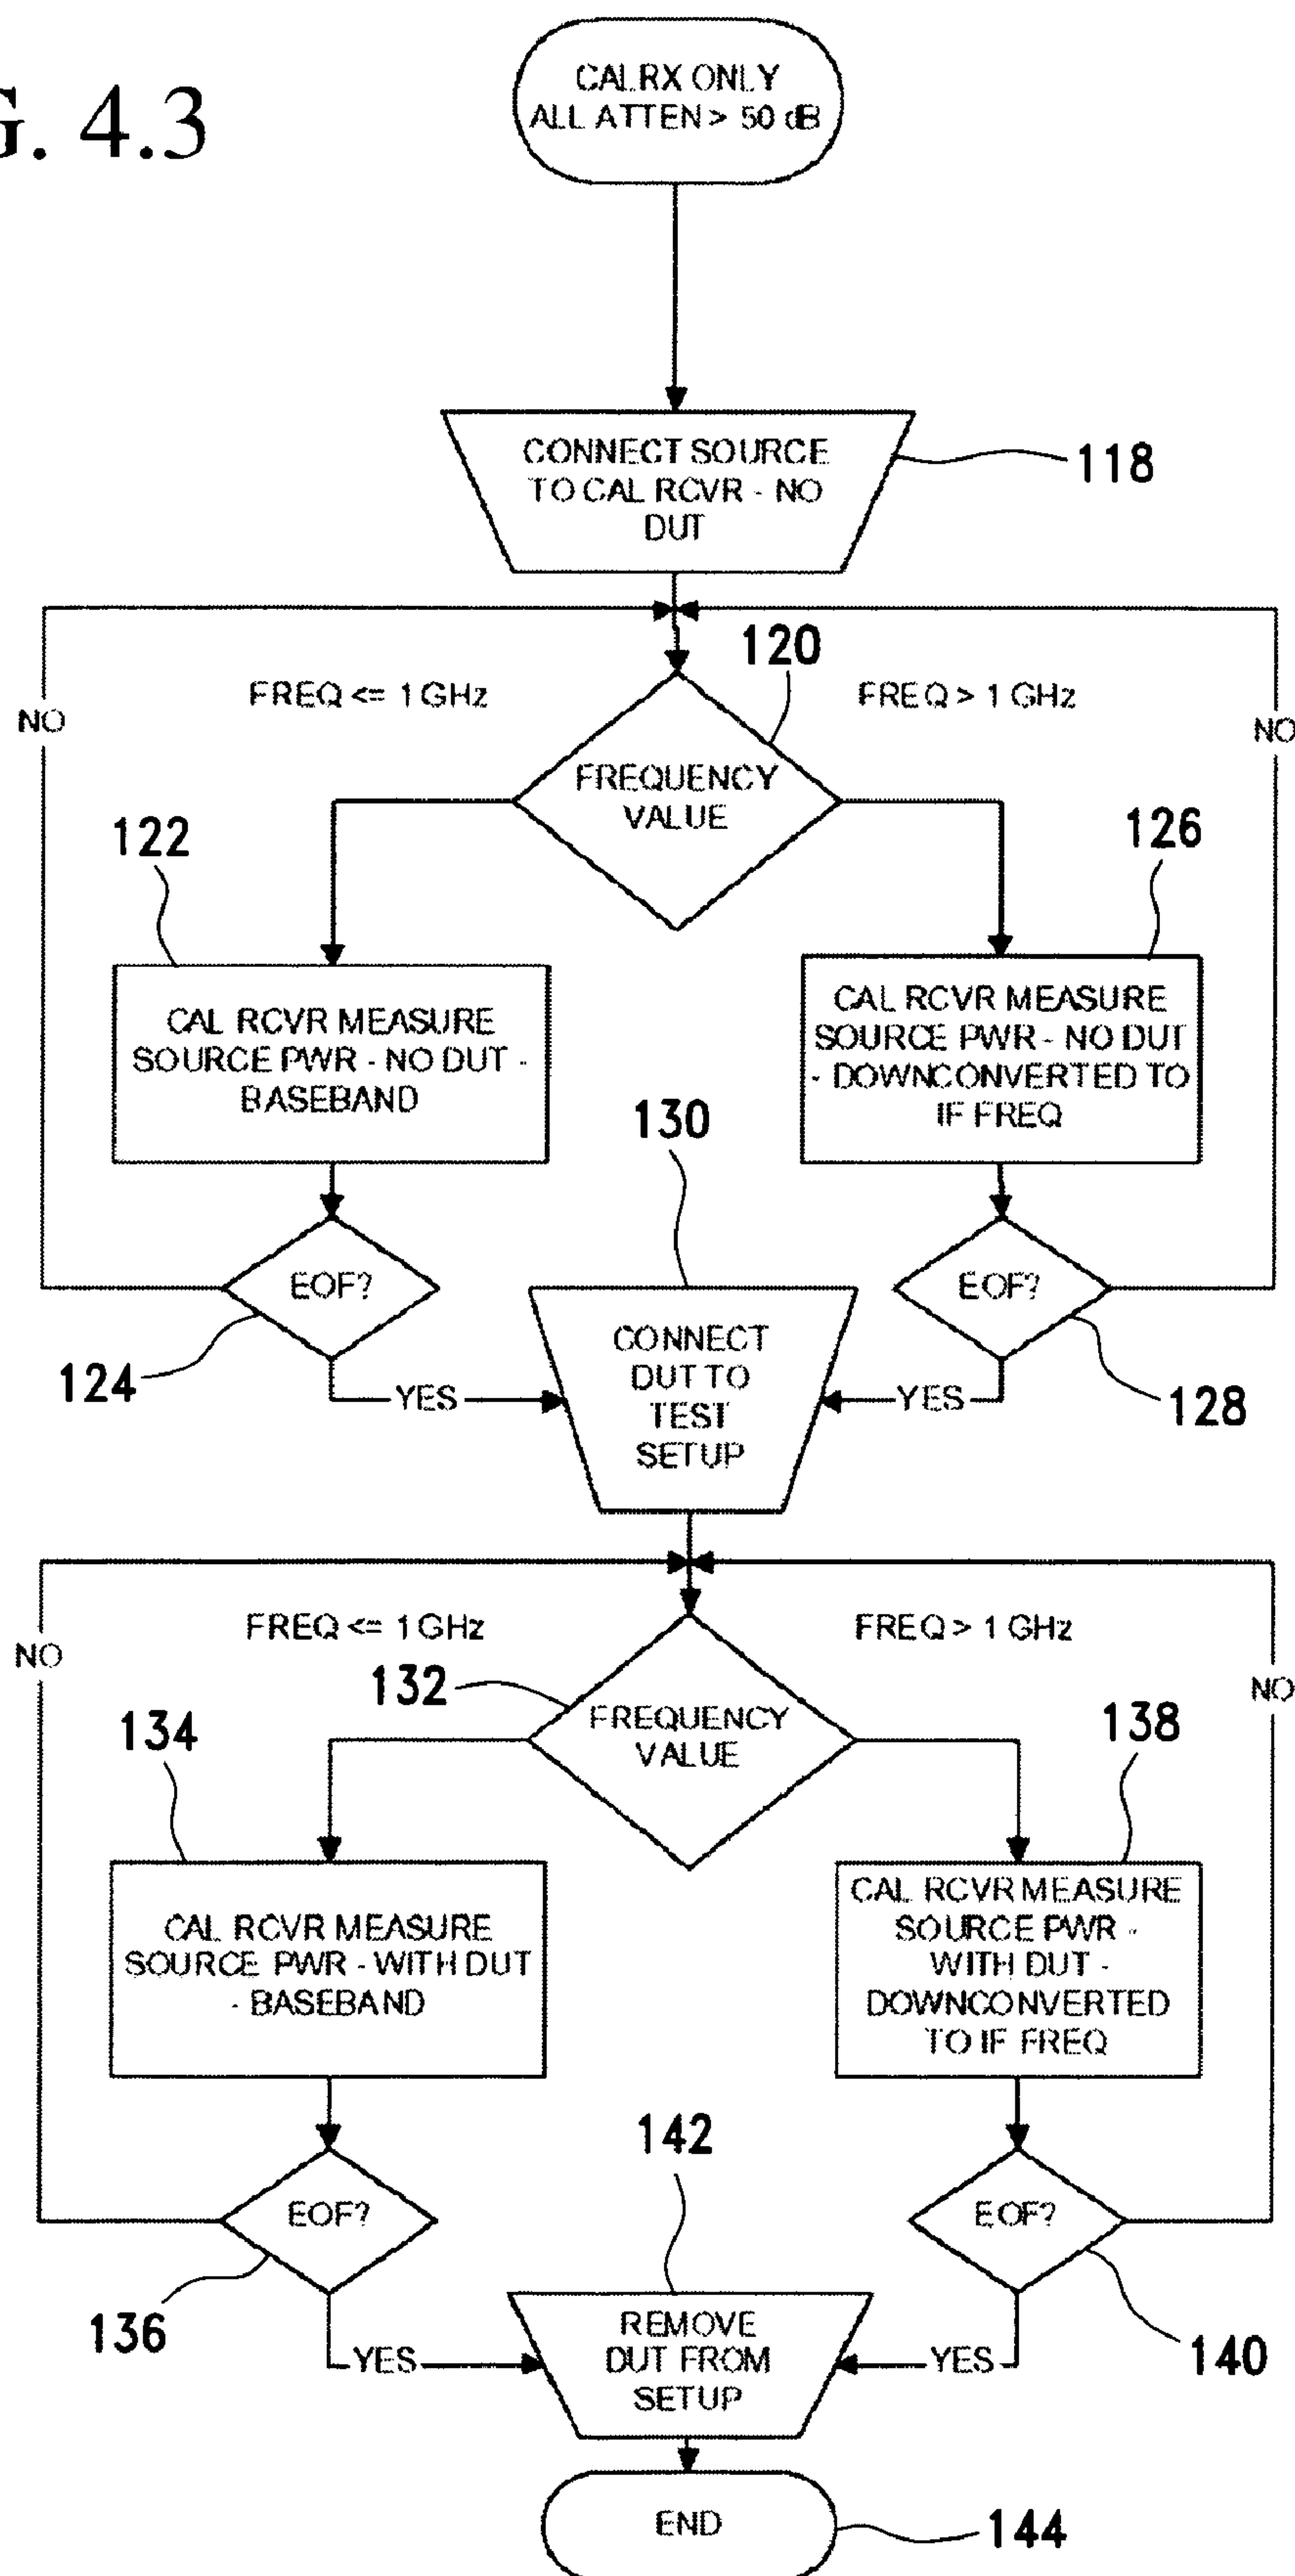 G. 4.3
CALRX ONLY
ALL ATTEN > 50 dB
CONNECT SOURCE
TO CAL RCVR - NO
DUT
118
120
FREQ <= 1 GHz
FREQ > 1 GHz
NO
NO
FREQUENCY
VALUE
122
126
CAL RCVR MEASURE
SOURCE PWR - NO DUT -
BASEBAND
CAL RCVR MEASURE
SOURCE PWR - NO DUT
- DOWNCONVERTED TO
IF FREQ
130
EOF?
EOF?
CONNECT
DUT TO
TEST
SETUP
124
YES
YES
128
FREQ <= 1 GHz
FREQ > 1 GHz
NO
NO
132
FREQUENCY
VALUE
134
138
CAL RCVR MEASURE
SOURCE PWR - WITH DUT
- BASEBAND
CAL RCVR MEASURE
SOURCE PWR -
WITH DUT -
DOWNCONVERTED
TO IF FREQ
142
EOF?
EOF?
136
REMOVE
DUT FROM
SETUP
YES
YES
140
END
144